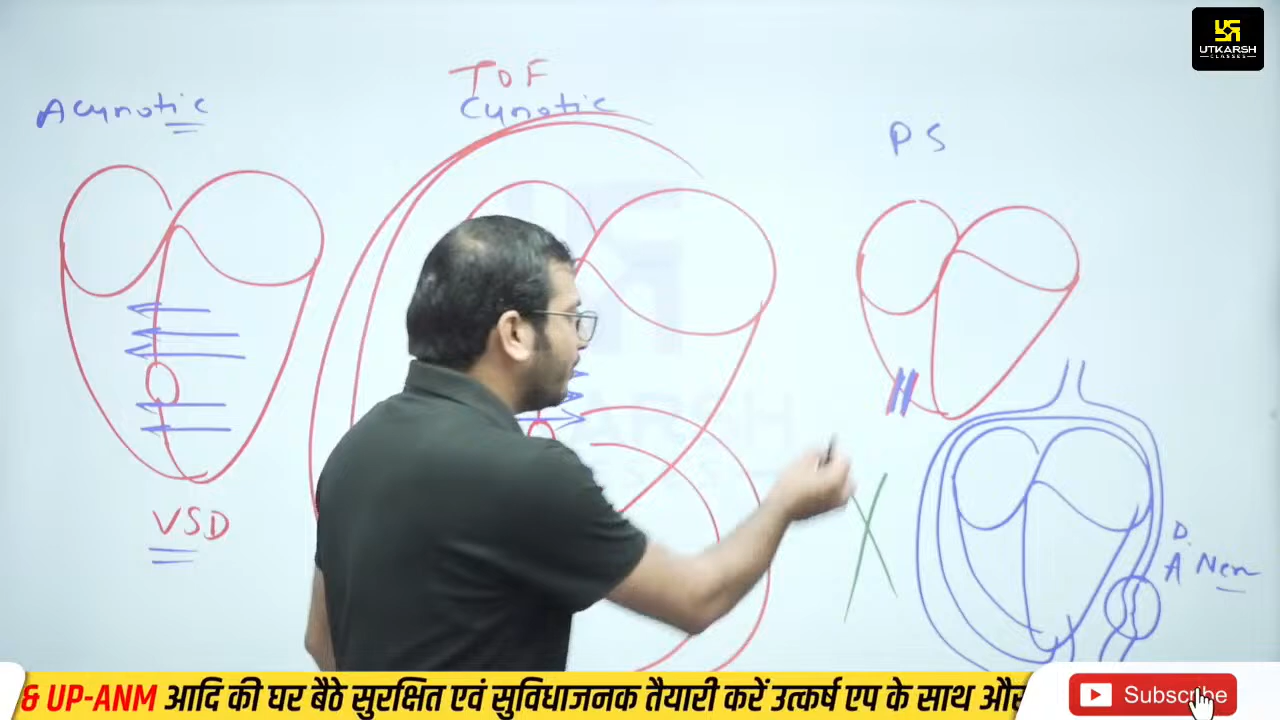 UTKARSH
CLASSES
TOF
Acynotic
Cynotic
PS
VSD
D.
A
& UP-ANM आदि की घर बैठे सुरक्षित एवं सुविधाजनक तैयारी करें उत्कर्ष एप के साथ और
Subscribe